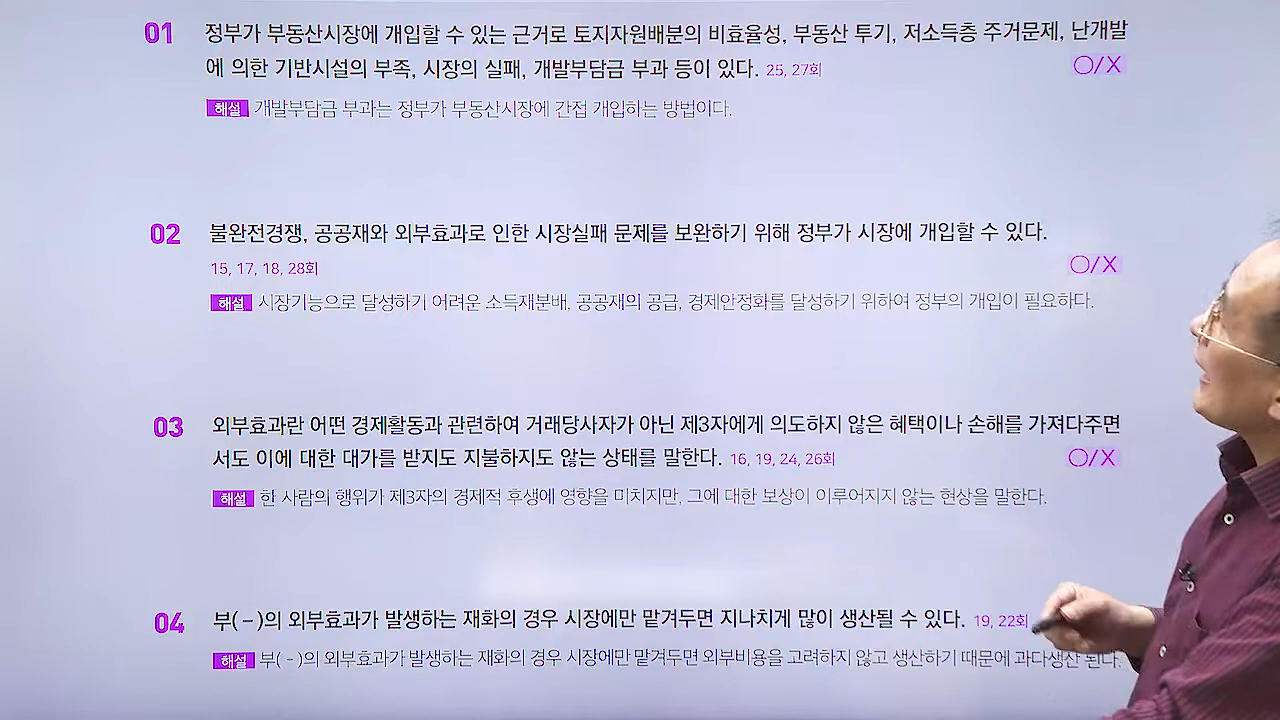 01 정부가 부동산시장에 개입할 수 있는 근거로 토지자원배분의 비효율성, 부동산 투기, 저소득층 주거문제, 난개발
에 의한 기반시설의 부족, 시장의 실패, 개발부담금 부과 등이 있다. 25, 27회 O/X
해설 개발부담금 부과는 정부가 부동산시장에 간접 개입하는 방법이다.
02 불완전경쟁, 공공재와 외부효과로 인한 시장실패 문제를 보완하기 위해 정부가 시장에 개입할 수 있다.
15, 17, 18, 28회 O/X
해설 시장기능으로 달성하기 어려운 소득재분배, 공공재의 공급, 경제안정화를 달성하기 위하여 정부의 개입이 필요하다.
03 외부효과란 어떤 경제활동과 관련하여 거래당사자가 아닌 제3자에게 의도하지 않은 혜택이나 손해를 가져다주면
서도 이에 대한 대가를 받지도 지불하지도 않는 상태를 말한다. 16, 19, 24, 26회 O/X
해설 한 사람의 행위가 제3자의 경제적 후생에 영향을 미치지만, 그에 대한 보상이 이루어지지 않는 현상을 말한다.
04 부(-)의 외부효과가 발생하는 재화의 경우 시장에만 맡겨두면 지나치게 많이 생산될 수 있다. 19, 22회
해설 부(-)의 외부효과가 발생하는 재화의 경우 시장에만 맡겨두면 외부비용을 고려하지 않고 생산하기 때문에 과다생산 된다.